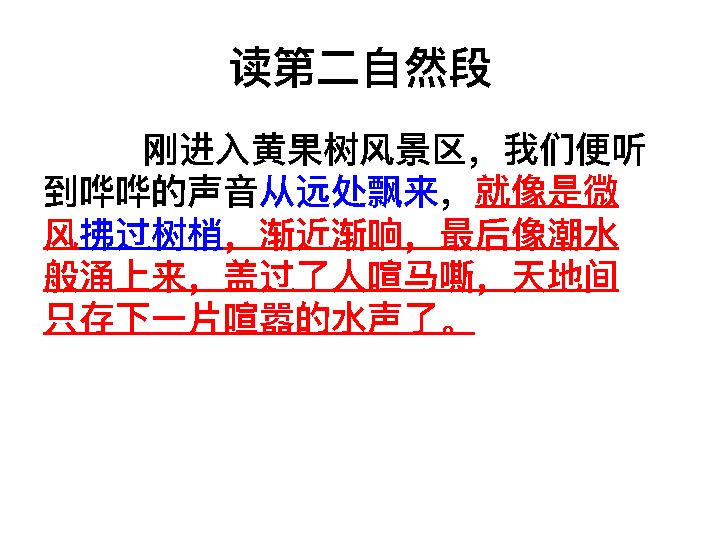 读第二自然段
刚进入黄果树风景区，我们便听
到哗哗的声音从远处飘来，就像是微
风拂过树梢，渐近渐响，最后像潮水
般涌上来，盖过了人喧马嘶，天地间
只存下一片喧嚣的水声了。